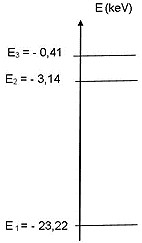 E (keV)
E₃ = - 0,41
E₂ = - 3,14
E₁ = - 23,22